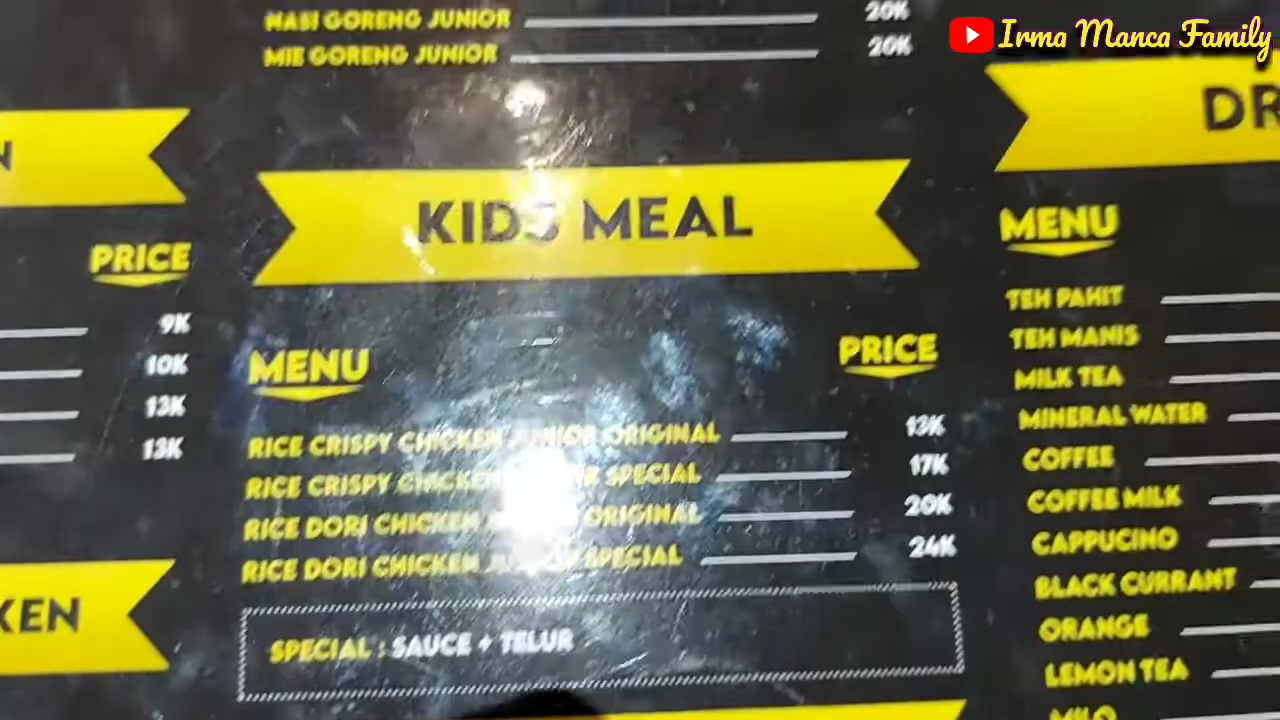 Irma Manca Family
NASI GORENG JUNIOR 20K
MIE GORENG JUNIOR 20K
PRICE
9K
10K
13K
13K
KEN
KIDS MEAL
MENU PRICE
RICE CRISPY CHICKEN JUNIOR ORIGINAL 13K
RICE CRISPY CHICKEN SPECIAL 17K
RICE DORI CHICKEN ORIGINAL 20K
RICE DORI CHICKEN JUNIOR SPECIAL 24K
SPECIAL : SAUCE + TELUR
DR
MENU
TEH PAHIT
TEH MANIS
MILK TEA
MINERAL WATER
COFFEE
COFFEE MILK
CAPPUCINO
BLACK CURRANT
ORANGE
LEMON TEA
MILO